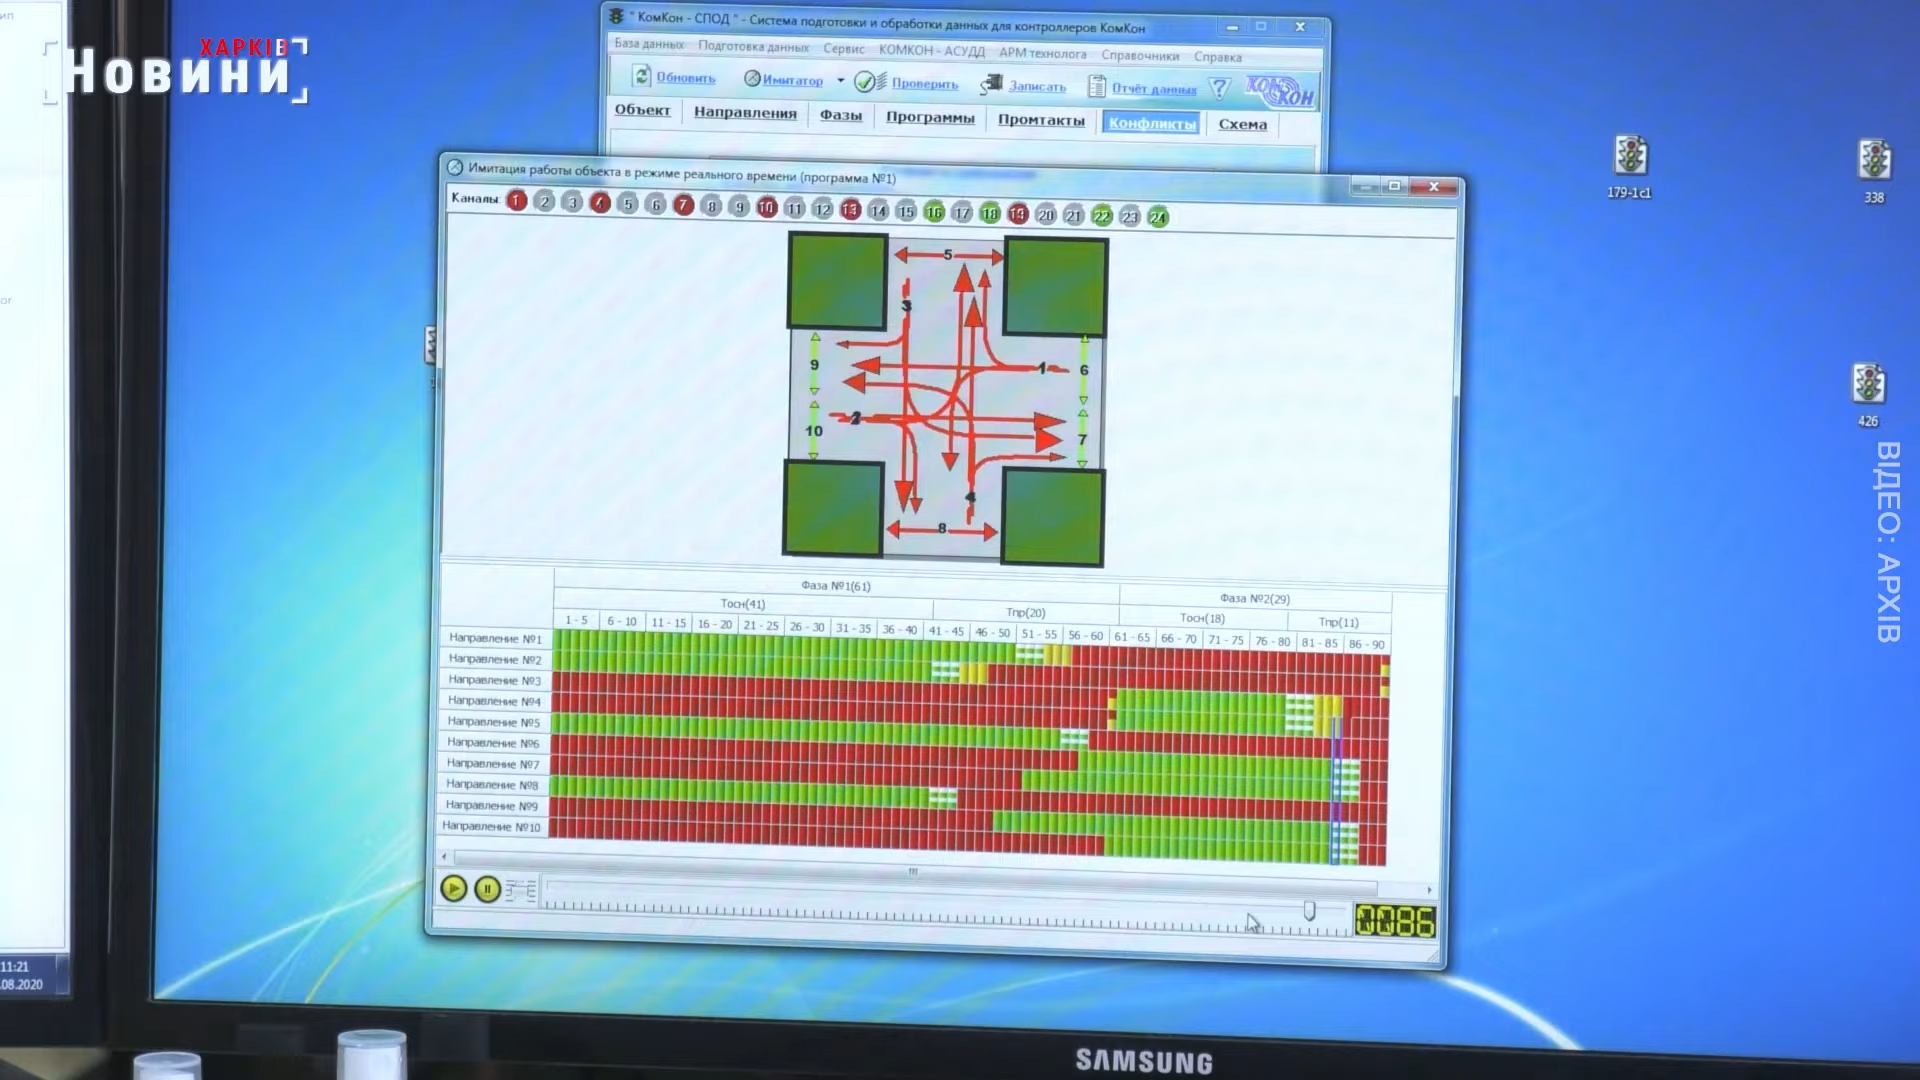 ХАРКІВ
Новини
" КомКон - СПОД " - Система подготовки и обработки данных для контроллеров КомКон
База данных Подготовка данных Сервис КОМКОН - АСУДД АРМ технолога Справочники Справка
Обновить Имитатор Проверить Записать Отчёт данных ? КОМКОН
Объект Направления Фазы Программы Промтакты Конфликты Схема
Имитация работы объекта в режиме реального времени (программа №1)
Каналы: 1 2 3 4 5 6 7 8 9 10 11 12 13 14 15 16 17 18 19 20 21 22 23 24
179-1c1
338
426
5
3
9 1 6
2
10 7
4
8
Фаза №1(61) Фаза №2(29)
Тосн(41) Тпр(20) Тосн(18) Тпр(11)
1 - 5 6 - 10 11 - 15 16 - 20 21 - 25 26 - 30 31 - 35 36 - 40 41 - 45 46 - 50 51 - 55 56 - 60 61 - 65 66 - 70 71 - 75 76 - 80 81 - 85 86 - 90
Направление №1
Направление №2
Направление №3
Направление №4
Направление №5
Направление №6
Направление №7
Направление №8
Направление №9
Направление №10
0086
11:21
.08.2020
ВІДЕО: АРХІВ
SAMSUNG